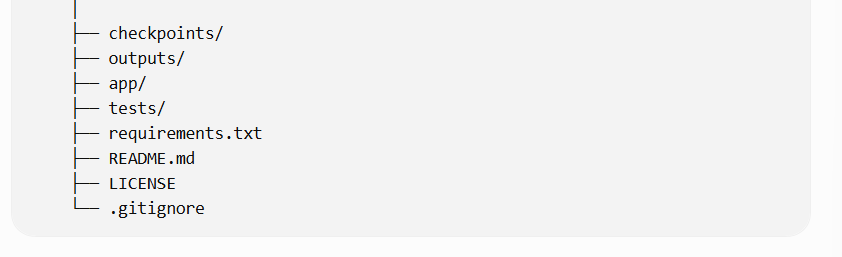 │
├── checkpoints/
├── outputs/
├── app/
├── tests/
├── requirements.txt
├── README.md
├── LICENSE
└── .gitignore